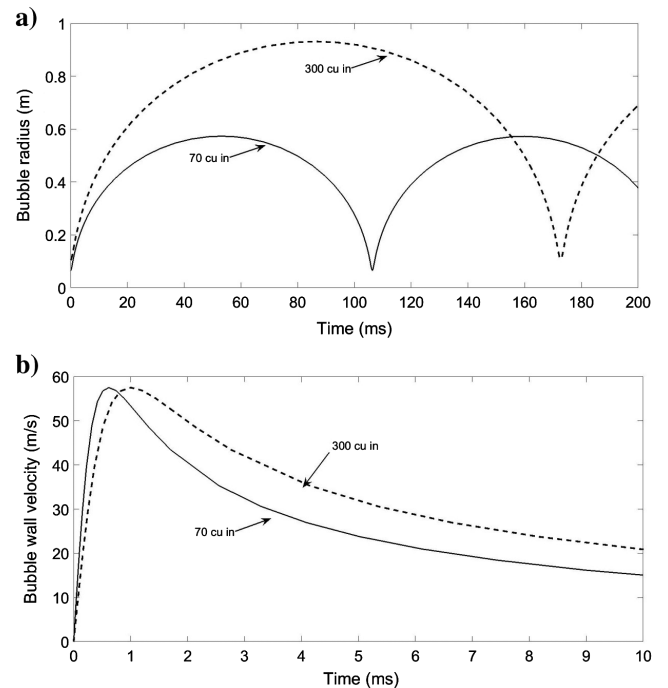 a)
Bubble radius (m)
1
0.8
0.6
0.4
0.2
0
300 cu in
70 cu in
0 20 40 60 80 100 120 140 160 180 200
Time (ms)
b)
Bubble wall velocity (m/s)
60
50
40
30
20
10
0
300 cu in
70 cu in
0 1 2 3 4 5 6 7 8 9 10
Time (ms)